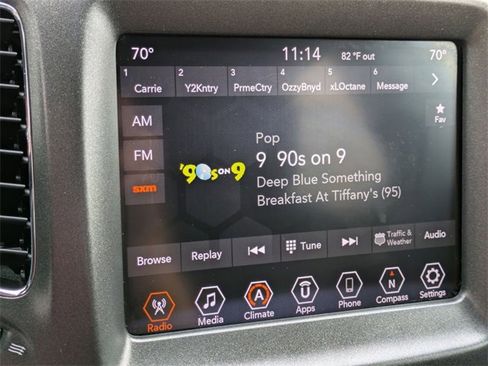 70° 11:14 82 °F out 70°
1 2 3 4 5 6
Carrie Y2Kntry PrmeCtry OzzyBnyd xLOctane Message
AM
Fav
Pop
FM
9 90s on 9
'90s ON 9
Deep Blue Something
sxm
Breakfast At Tiffany's (95)
Browse Replay Tune Traffic & Weather Audio
Radio Media Climate Apps Phone Compass Settings
A U N